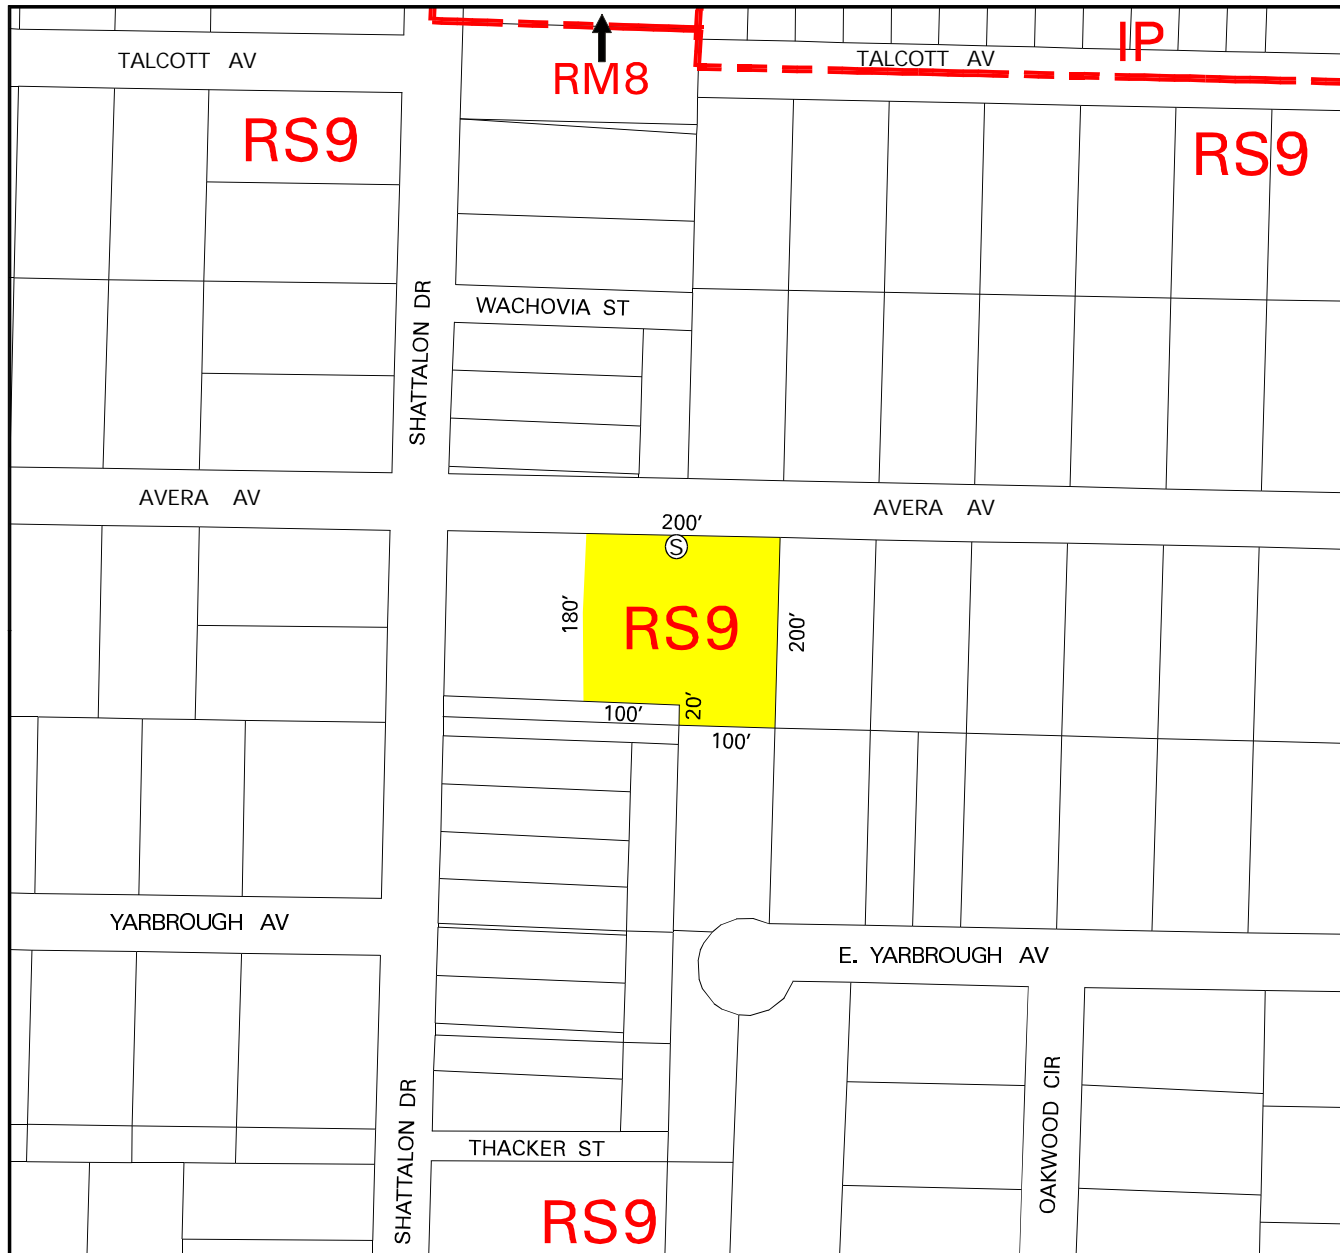 TALCOTT AV
RM8
TALCOTT AV
IP
RS9
RS9
SHATTALON DR
WACHOVIA ST
AVERA AV
AVERA AV
200'
S
180'
RS9
200'
100'
20'
100'
YARBROUGH AV
E. YARBROUGH AV
SHATTALON DR
OAKWOOD CIR
THACKER ST
RS9